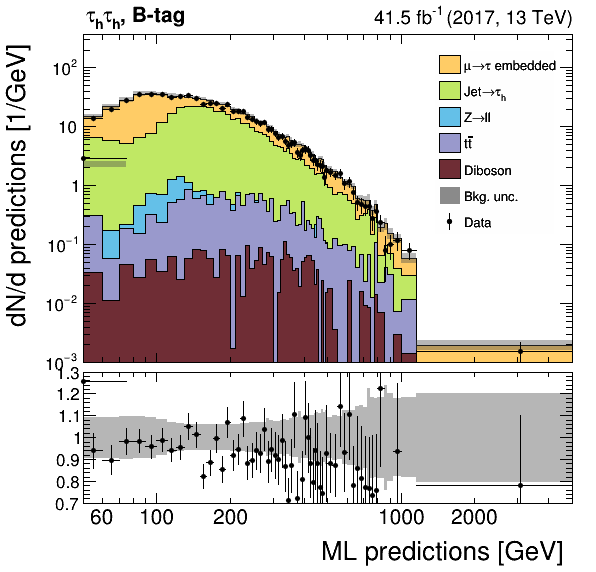 τhτh, B-tag
41.5 fb⁻¹ (2017, 13 TeV)
dN/d predictions [1/GeV]
10²
10
1
10⁻¹
10⁻²
10⁻³
μ→τ embedded
Jet→τh
Z→ll
tt̄
Diboson
Bkg. unc.
Data
1.3
1.2
1.1
1
0.9
0.8
0.7
60 100 200 1000 2000
ML predictions [GeV]